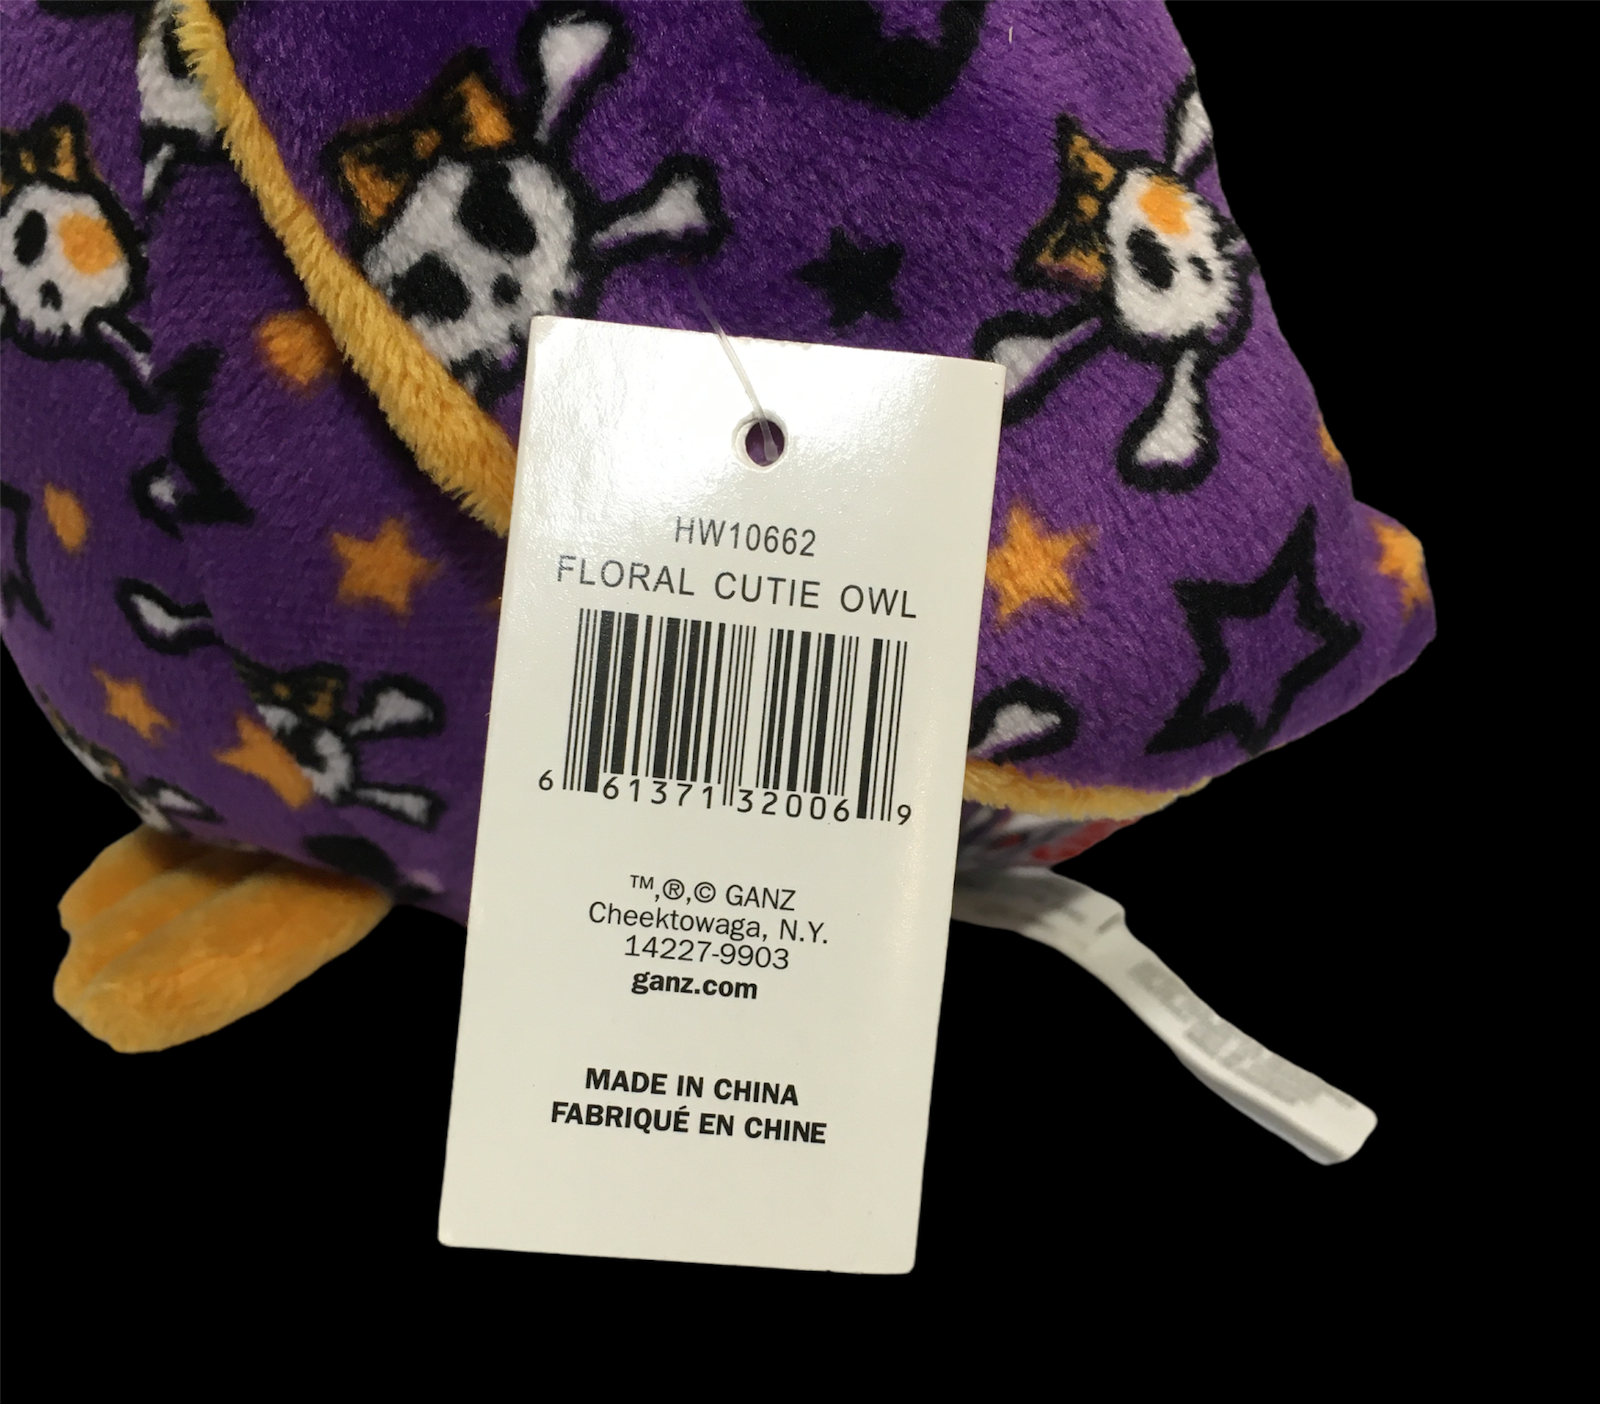 HW10662
FLORAL CUTIE OWL
6 61371 32006 9
™,®,© GANZ
Cheektowaga, N.Y.
14227-9903
ganz.com
MADE IN CHINA
FABRIQUÉ EN CHINE